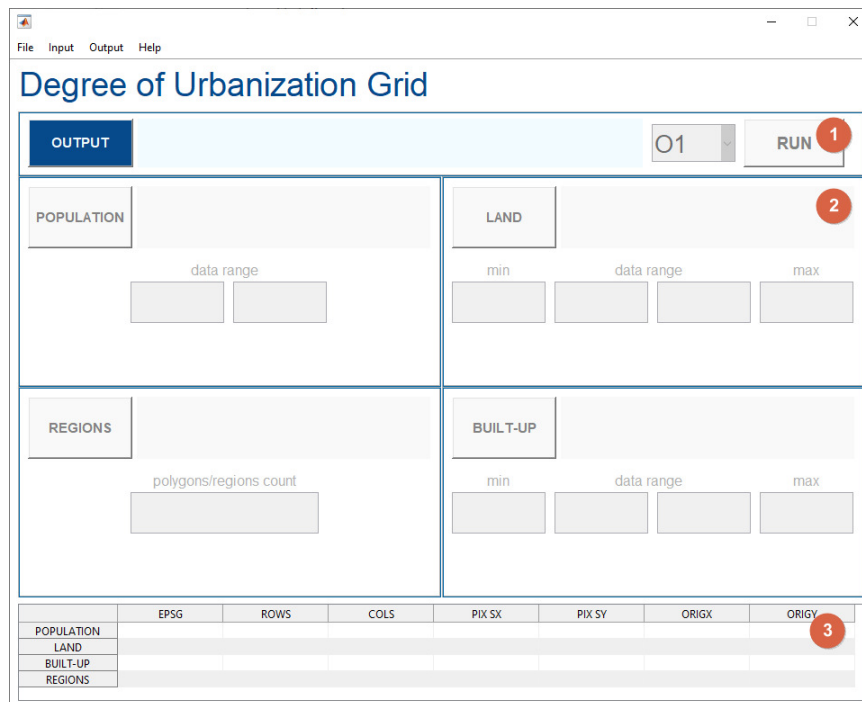 File Input Output Help
Degree of Urbanization Grid
OUTPUT O1 RUN 1
POPULATION
data range
LAND 2
min data range max
REGIONS
polygons/regions count
BUILT-UP
min data range max
EPSG ROWS COLS PIX SX PIX SY ORIGX ORIGY
POPULATION 3
LAND
BUILT-UP
REGIONS